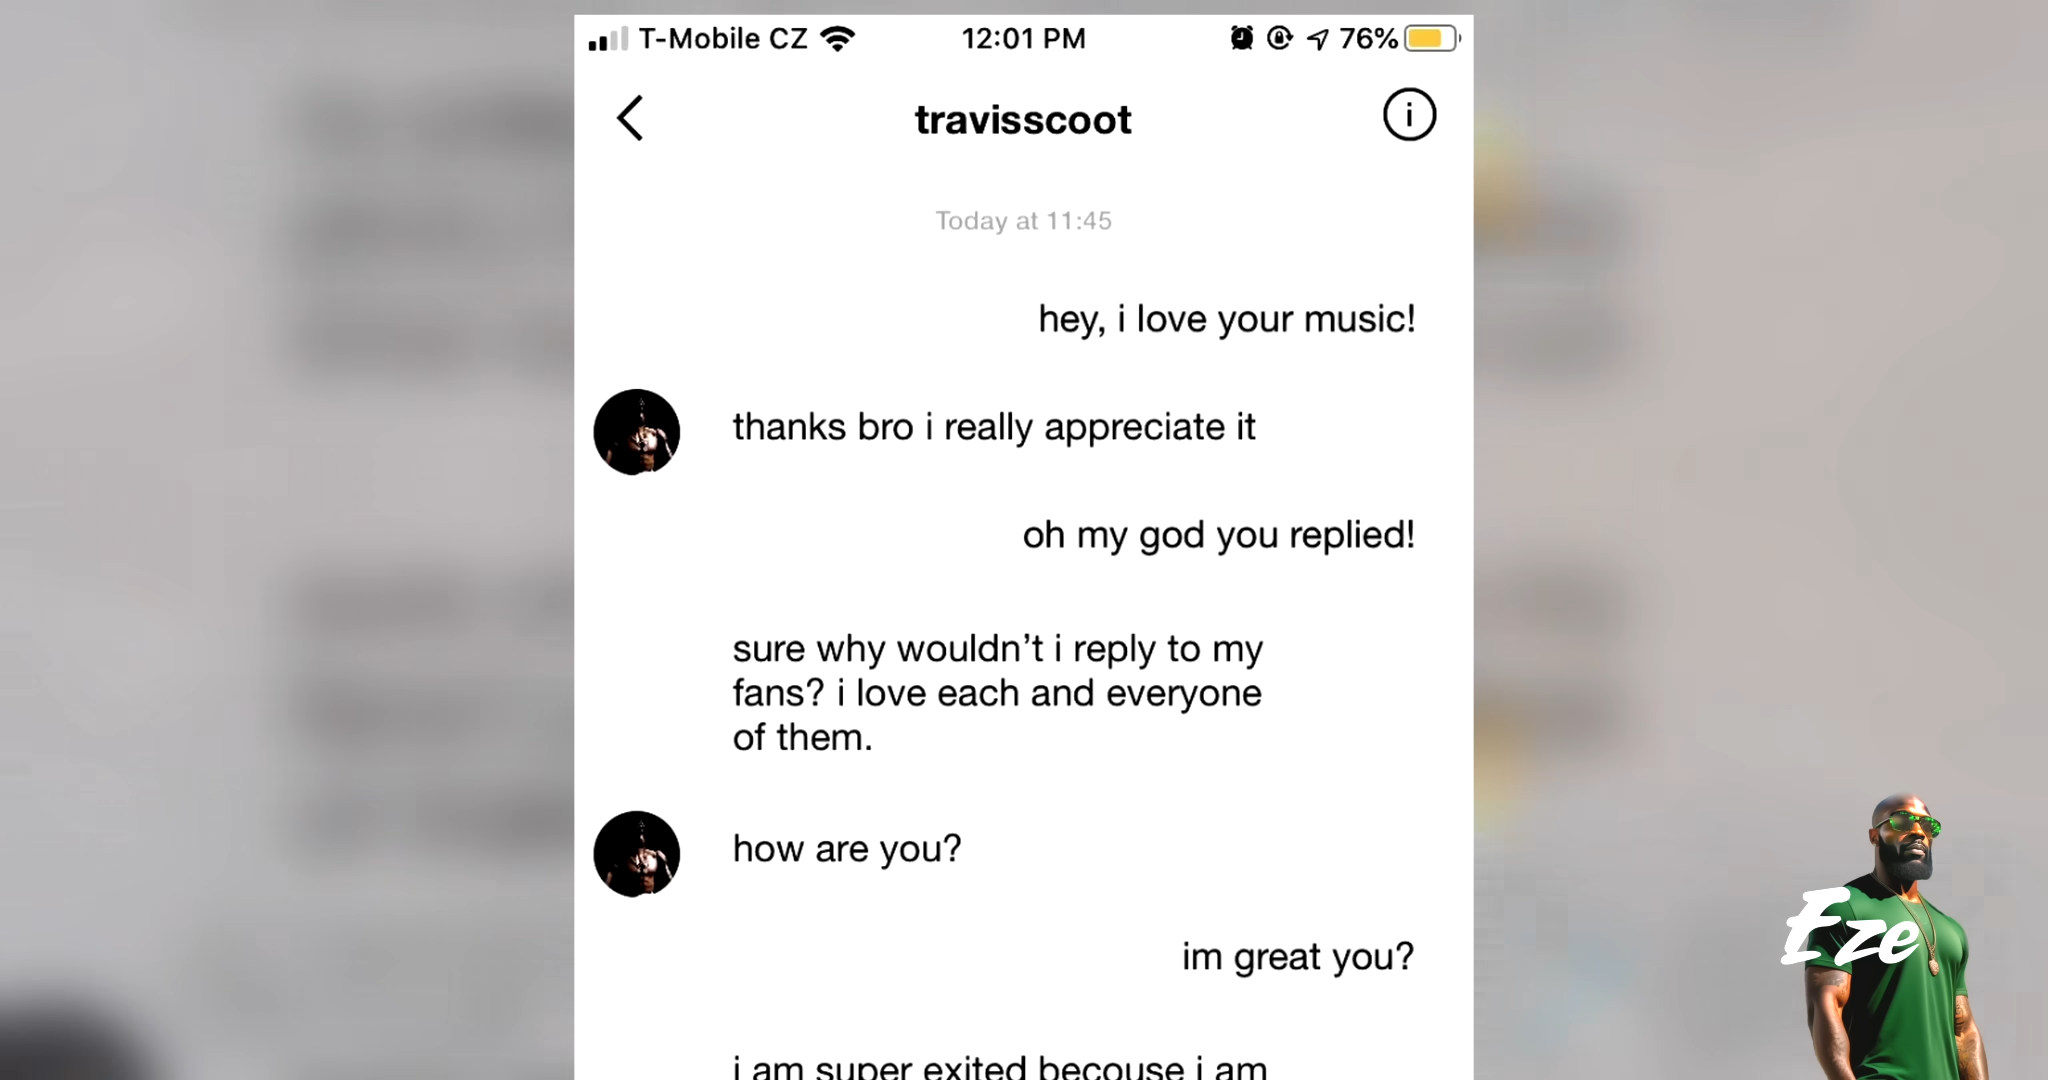 T-Mobile CZ 12:01 PM 76%
travisscoot
Today at 11:45
hey, i love your music!
thanks bro i really appreciate it
oh my god you replied!
sure why wouldn’t i reply to my
fans? i love each and everyone
of them.
how are you?
im great you?
i am super exited becouse i am
Eze